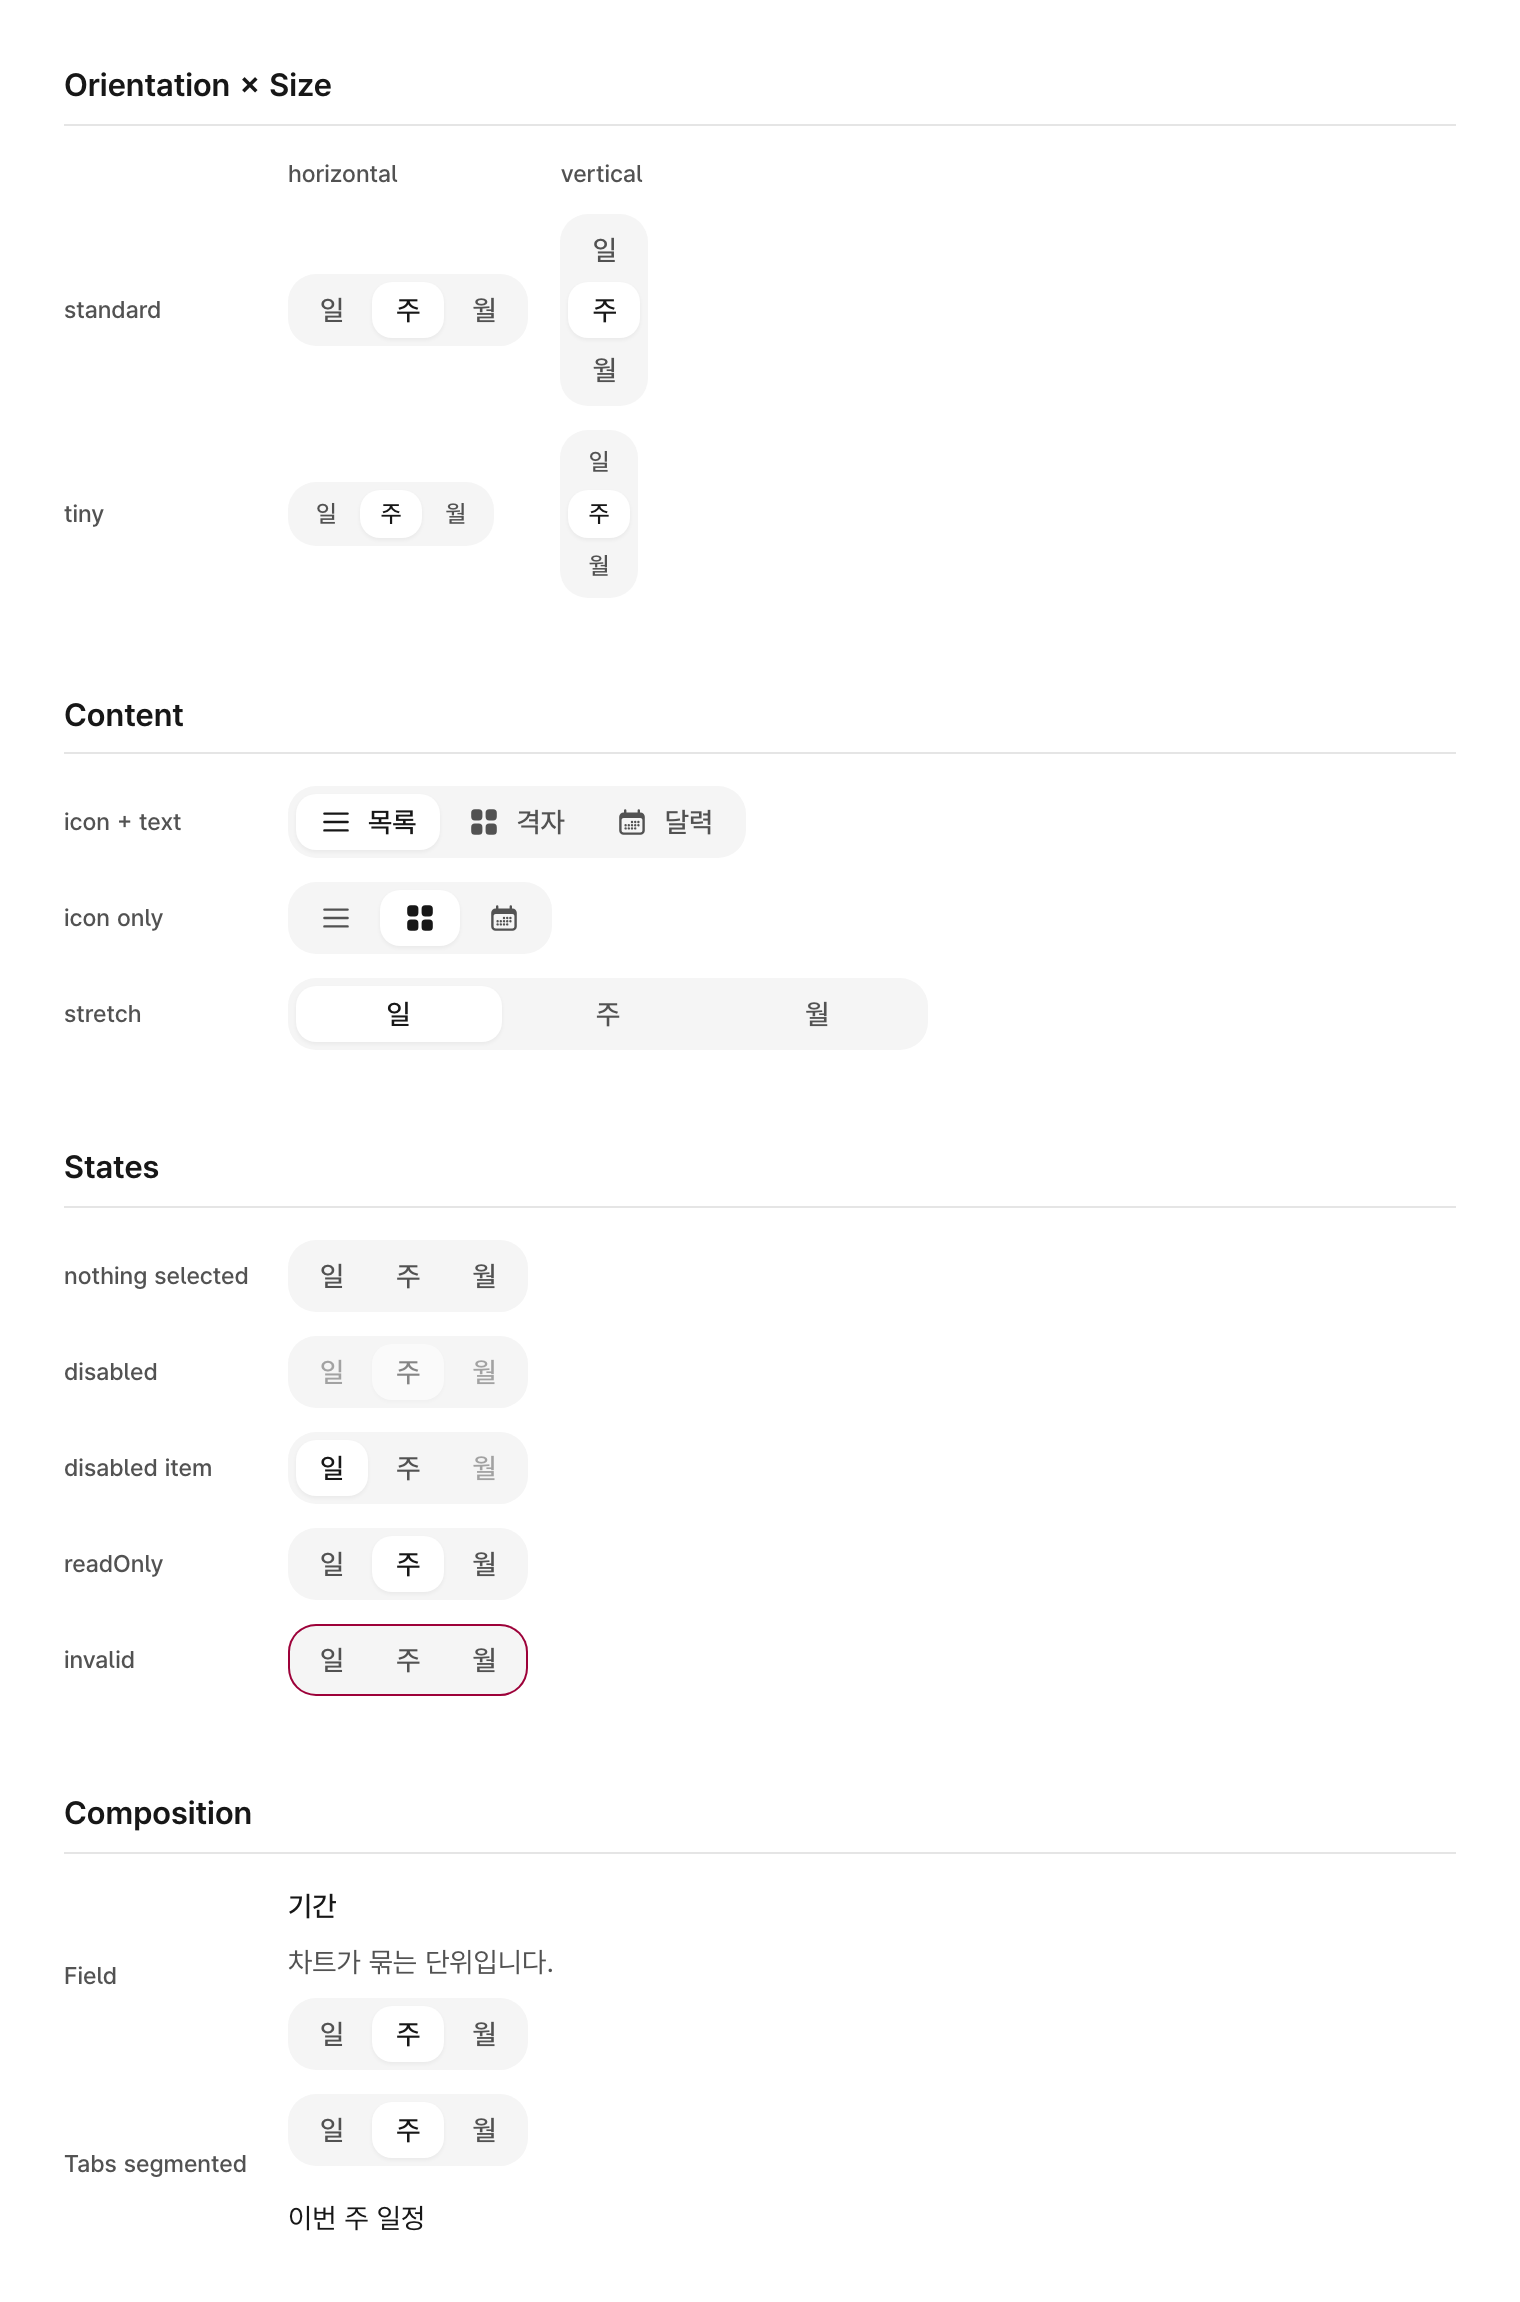 Orientation × Size
horizontal vertical
일
standard 일 주 월 주
월
일
tiny 일 주 월 주
월
Content
icon + text 목록 격자 달력
icon only
stretch 일 주 월
States
nothing selected 일 주 월
disabled 일 주 월
disabled item 일 주 월
readOnly 일 주 월
invalid 일 주 월
Composition
기간
차트가 묶는 단위입니다.
Field
일 주 월
일 주 월
Tabs segmented
이번 주 일정